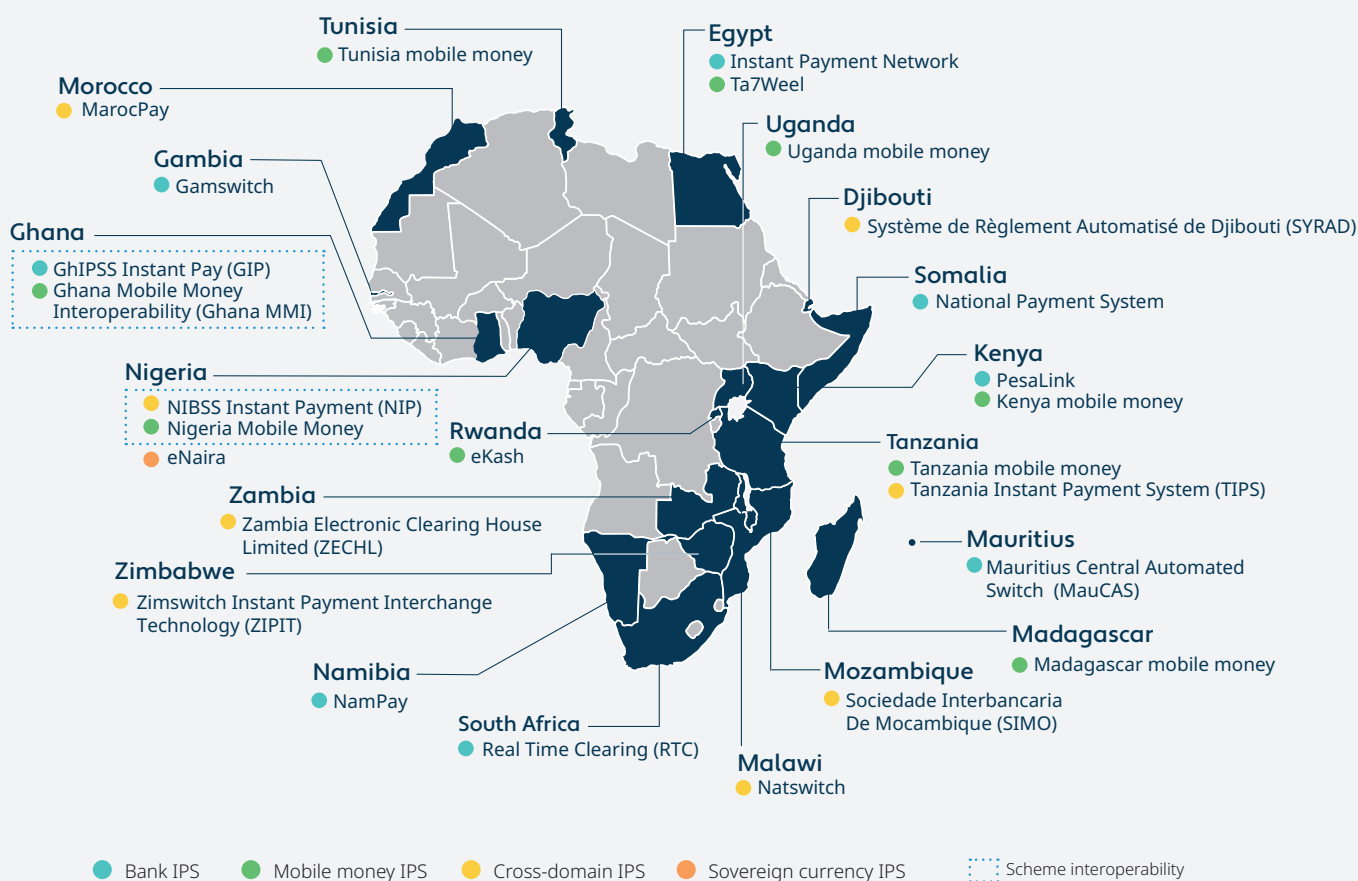 Tunisia
Tunisia mobile money
Egypt
Instant Payment Network
Ta7Weel
Morocco
MarocPay
Uganda
Uganda mobile money
Gambia
Gamswitch
Djibouti
Système de Règlement Automatisé de Djibouti (SYRAD)
Ghana
GhIPSS Instant Pay (GIP)
Ghana Mobile Money
Interoperability (Ghana MMI)
Somalia
National Payment System
Kenya
PesaLink
Kenya mobile money
Nigeria
NIBSS Instant Payment (NIP)
Nigeria Mobile Money
eNaira
Rwanda
eKash
Tanzania
Tanzania mobile money
Tanzania Instant Payment System (TIPS)
Zambia
Zambia Electronic Clearing House
Limited (ZECHL)
Mauritius
Mauritius Central Automated
Switch (MauCAS)
Zimbabwe
Zimswitch Instant Payment Interchange
Technology (ZIPIT)
Madagascar
Madagascar mobile money
Namibia
NamPay
Mozambique
Sociedade Interbancaria
De Mocambique (SIMO)
South Africa
Real Time Clearing (RTC)
Malawi
Natswitch
Bank IPS
Mobile money IPS
Cross-domain IPS
Sovereign currency IPS
Scheme interoperability